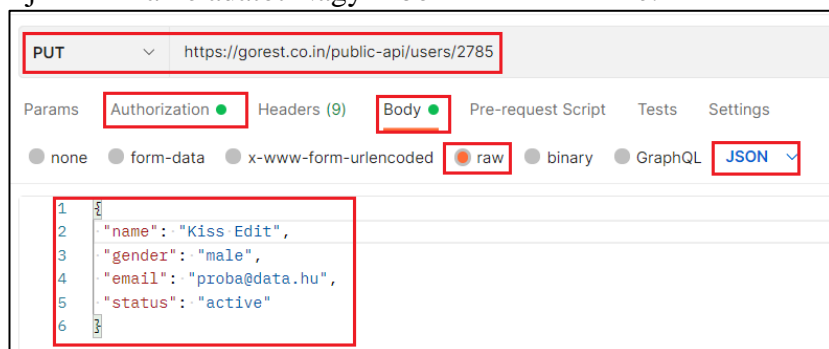 PUT https://gorest.co.in/public-api/users/2785
Params Authorization Headers (9) Body Pre-request Script Tests Settings
none form-data x-www-form-urlencoded raw binary GraphQL JSON
1 {
2 "name": "Kiss Edit",
3 "gender": "male",
4 "email": "proba@data.hu",
5 "status": "active"
6 }